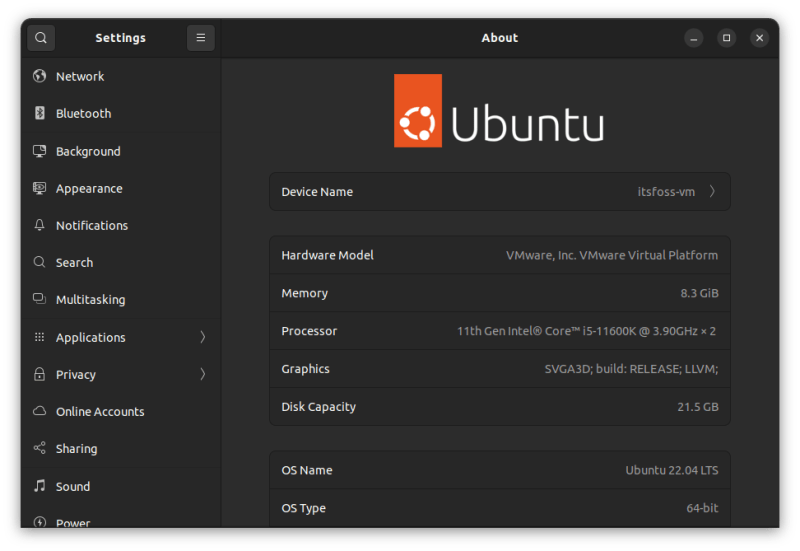 Settings
About
Network
Bluetooth
Background
Appearance
Notifications
Search
Multitasking
Applications
Privacy
Online Accounts
Sharing
Sound
Power
Ubuntu
Device Name itsfoss-vm
Hardware Model VMware, Inc. VMware Virtual Platform
Memory 8.3 GiB
Processor 11th Gen Intel® Core™ i5-11600K @ 3.90GHz × 2
Graphics SVGA3D; build: RELEASE; LLVM;
Disk Capacity 21.5 GB
OS Name Ubuntu 22.04 LTS
OS Type 64-bit